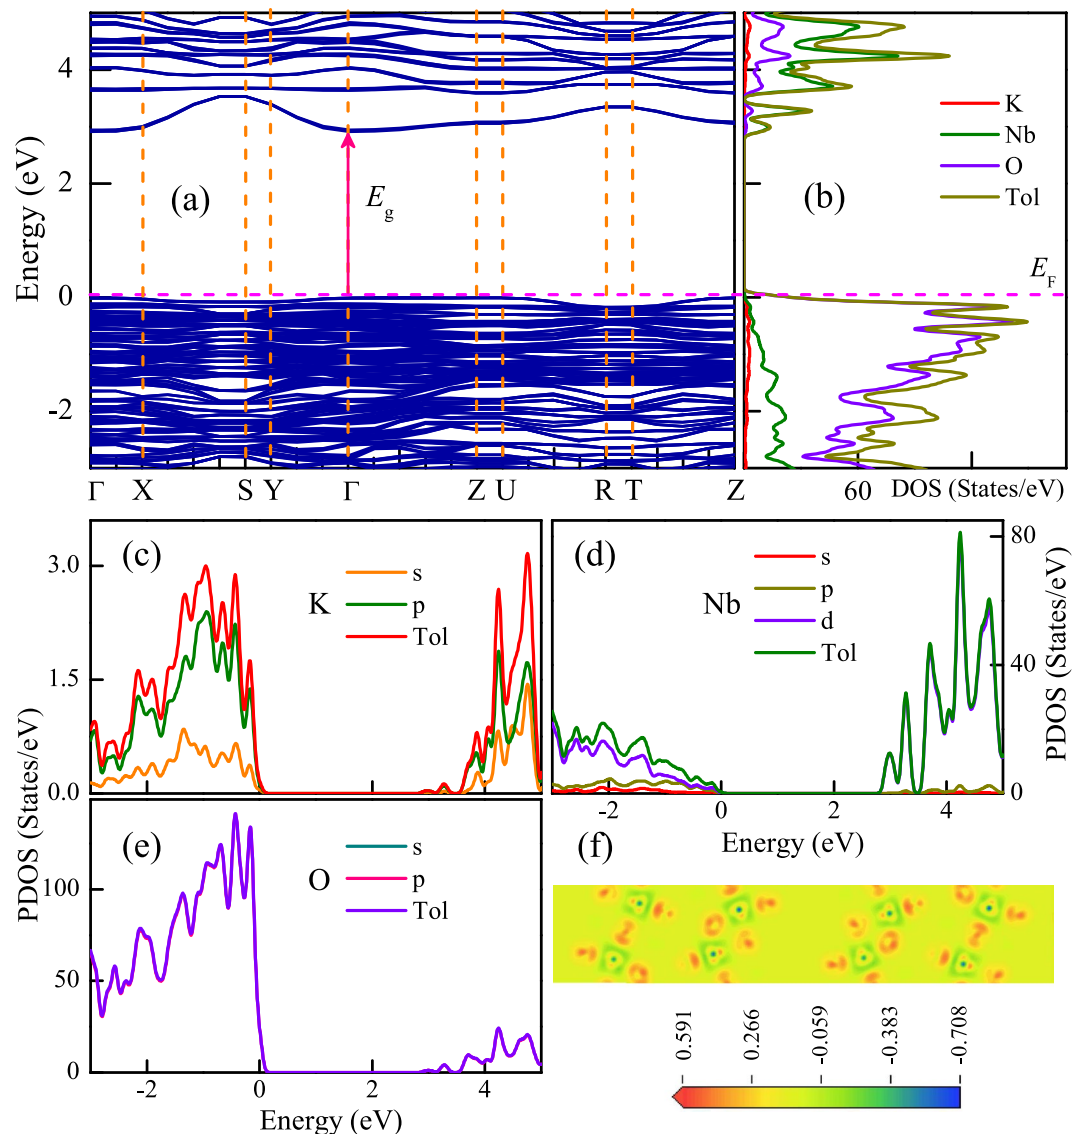 Energy (eV)
4
2
0
-2
(a)
E_g
Γ X S Y Γ Z U R T Z
K
Nb
O
Tol
(b)
E_F
60 DOS (States/eV)
PDOS (States/eV)
(c)
3.0
1.5
0.0
K
s
p
Tol
(d)
Nb
s
p
d
Tol
80
40
0
PDOS (States/eV)
-2 0 2 4
Energy (eV)
(e)
100
50
0
O
s
p
Tol
-2 0 2 4
Energy (eV)
(f)
0.591
0.266
-0.059
-0.383
-0.708